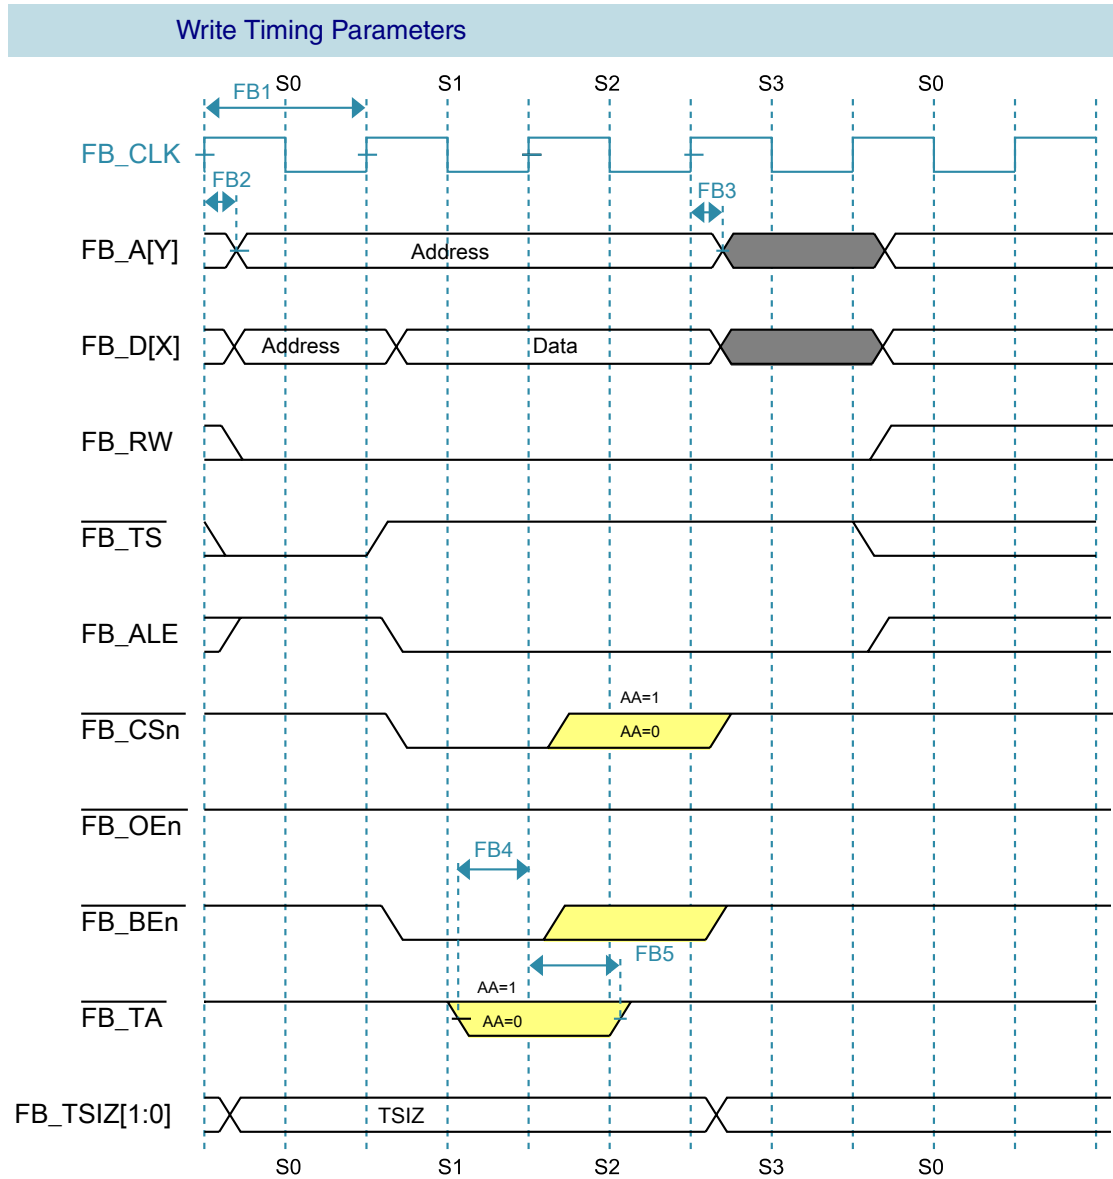 Write Timing Parameters
S0 S1 S2 S3 S0
FB1
FB_CLK
FB2
FB3
FB_A[Y]
Address
FB_D[X]
Address Data
FB_RW
FB_TS
FB_ALE
AA=1
FB_CSn
AA=0
FB_OEn
FB4
FB_BEn
FB5
AA=1
FB_TA
AA=0
FB_TSIZ[1:0]
TSIZ
S0 S1 S2 S3 S0